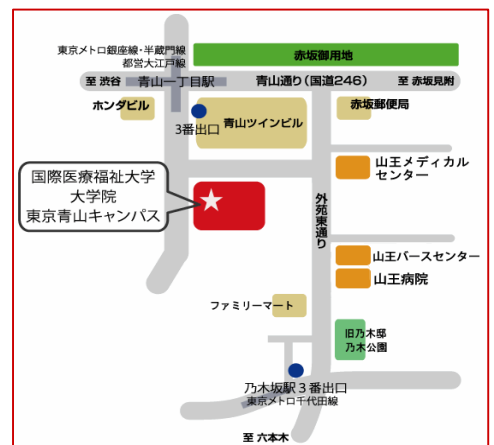 東京メトロ銀座線・半蔵門線
都営大江戸線
赤坂御用地
至 渋谷
青山一丁目駅
青山通り(国道246)
至 赤坂見附
ホンダビル
3番出口
青山ツインビル
赤坂郵便局
国際医療福祉大学
大学院
東京青山キャンパス
山王メディカル
センター
外苑東通り
山王バースセンター
山王病院
ファミリーマート
旧乃木邸
乃木公園
乃木坂駅3番出口
東京メトロ千代田線
至 六本木